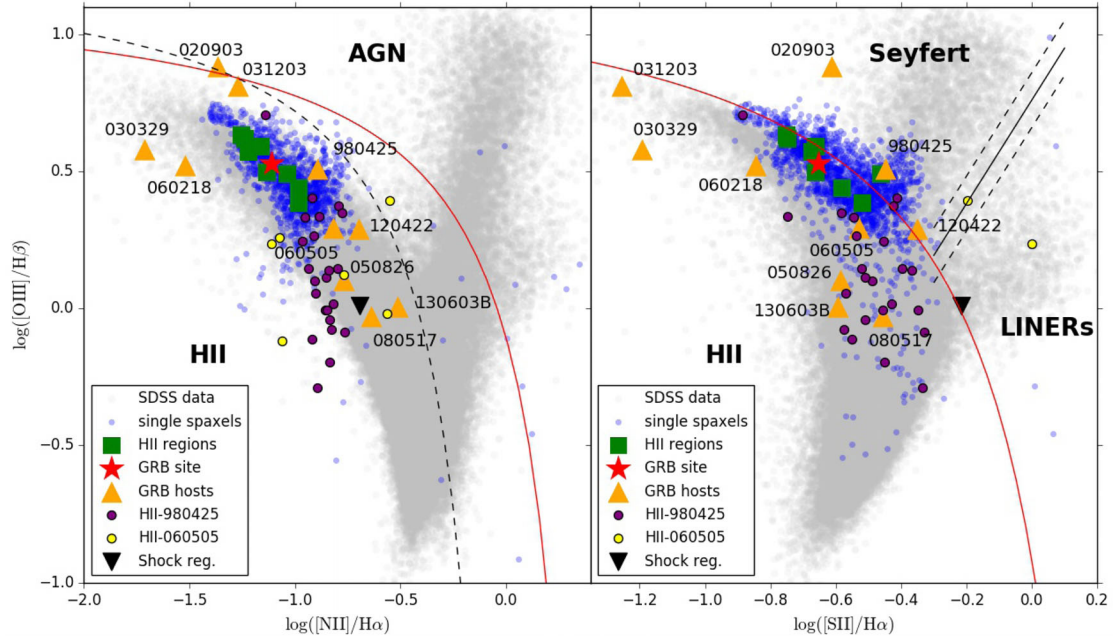 log([OIII]/Hβ)
1.0
0.5
0.0
−0.5
−1.0
AGN
020903
031203
030329
060218
980425
120422
060505
050826
130603B
080517
HII
SDSS data
single spaxels
HII regions
GRB site
GRB hosts
HII-980425
HII-060505
Shock reg.
−2.0 −1.5 −1.0 −0.5 0.0
log([NII]/Hα)
Seyfert
020903
031203
030329
060218
980425
120422
060505
050826
130603B
080517
LINERs
HII
SDSS data
single spaxels
HII regions
GRB site
GRB hosts
HII-980425
HII-060505
Shock reg.
−1.2 −1.0 −0.8 −0.6 −0.4 −0.2 0.0 0.2
log([SII]/Hα)